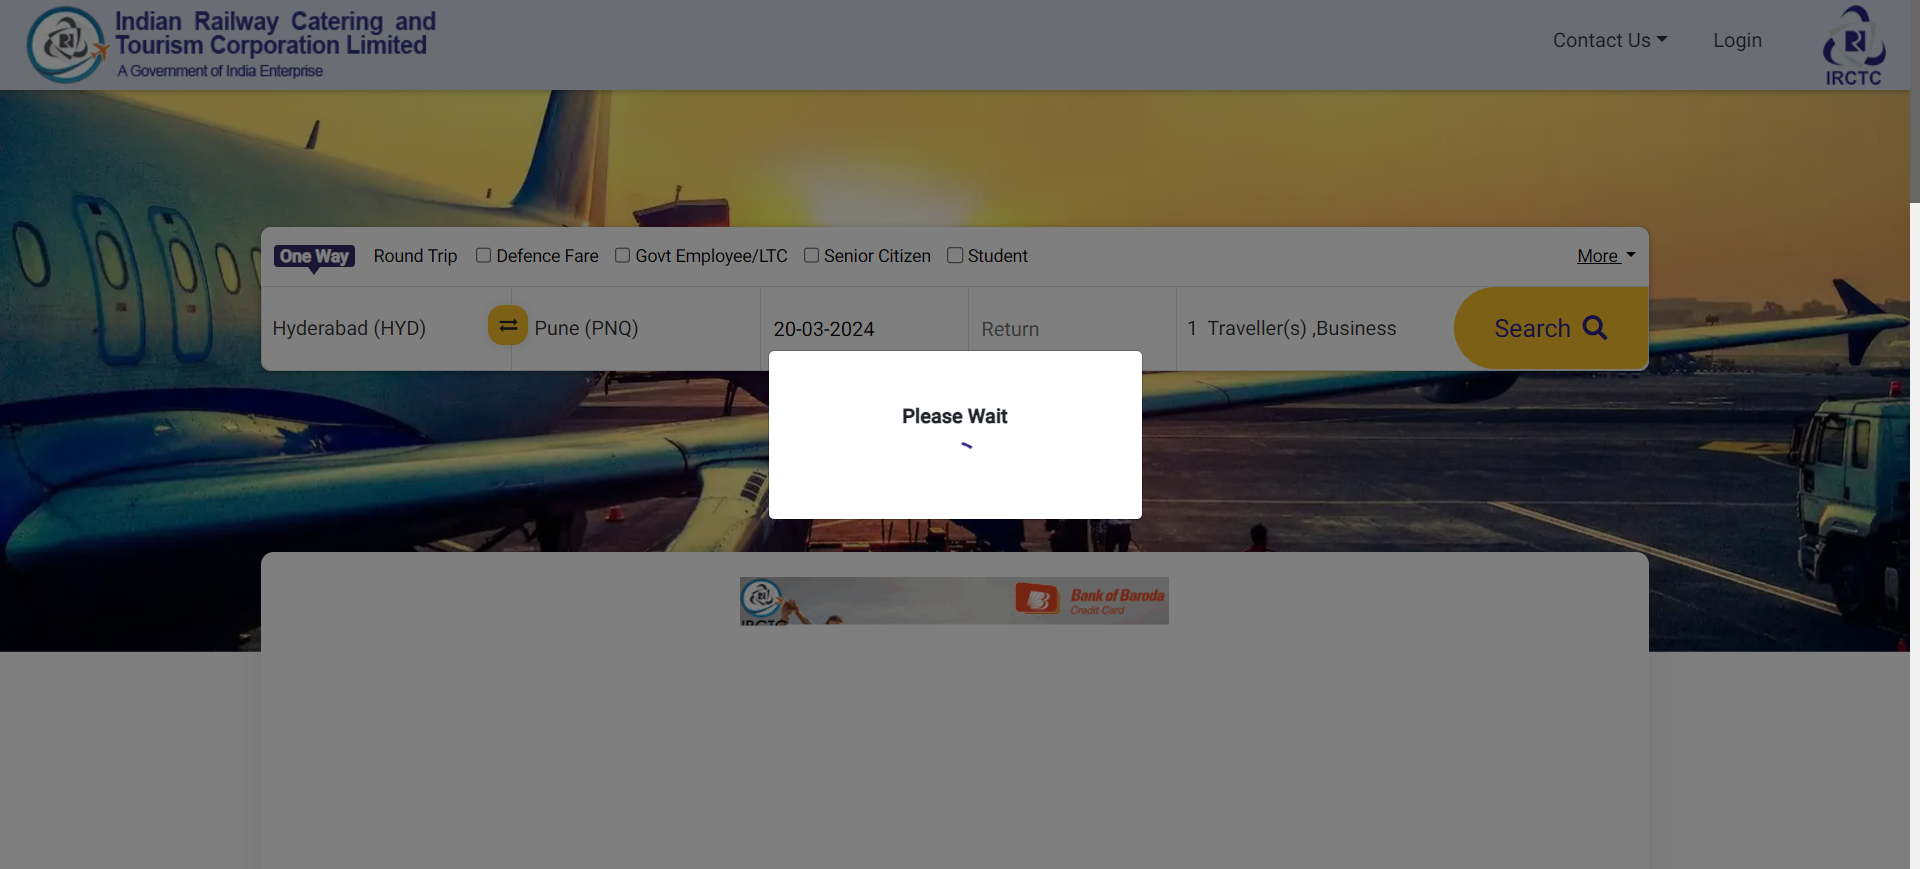 Indian Railway Catering and
Tourism Corporation Limited
A Government of India Enterprise
Contact Us
Login
IRCTC
One Way
Round Trip
Defence Fare
Govt Employee/LTC
Senior Citizen
Student
More
Hyderabad (HYD)
Pune (PNQ)
20-03-2024
Return
1 Traveller(s) ,Business
Search
Please Wait
IRCTC
Bank of Baroda
Credit Card